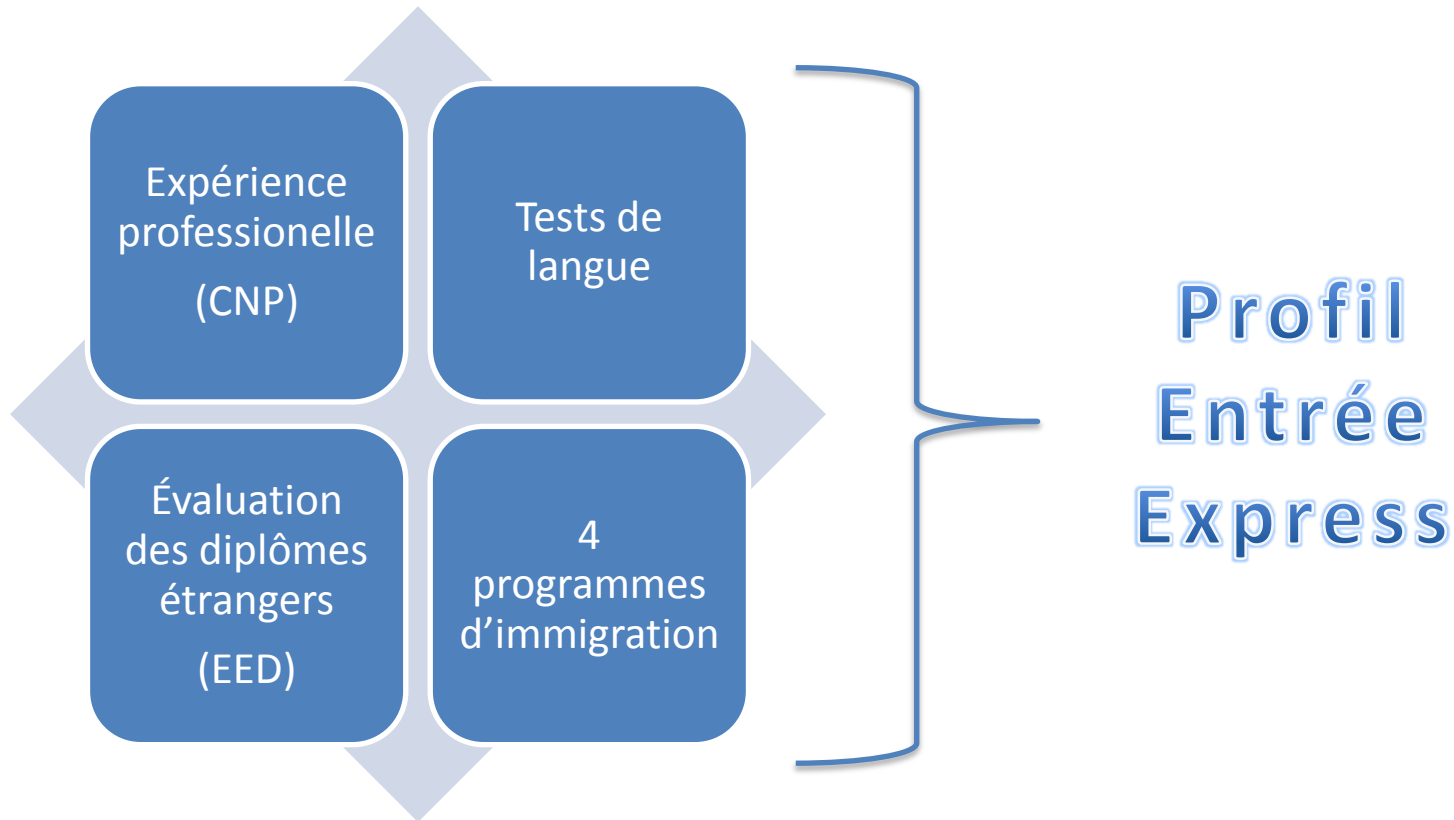 Expérience
professionelle
(CNP)
Tests de
langue
Évaluation
des diplômes
étrangers
(EED)
4
programmes
d’immigration
Profil
Entrée
Express